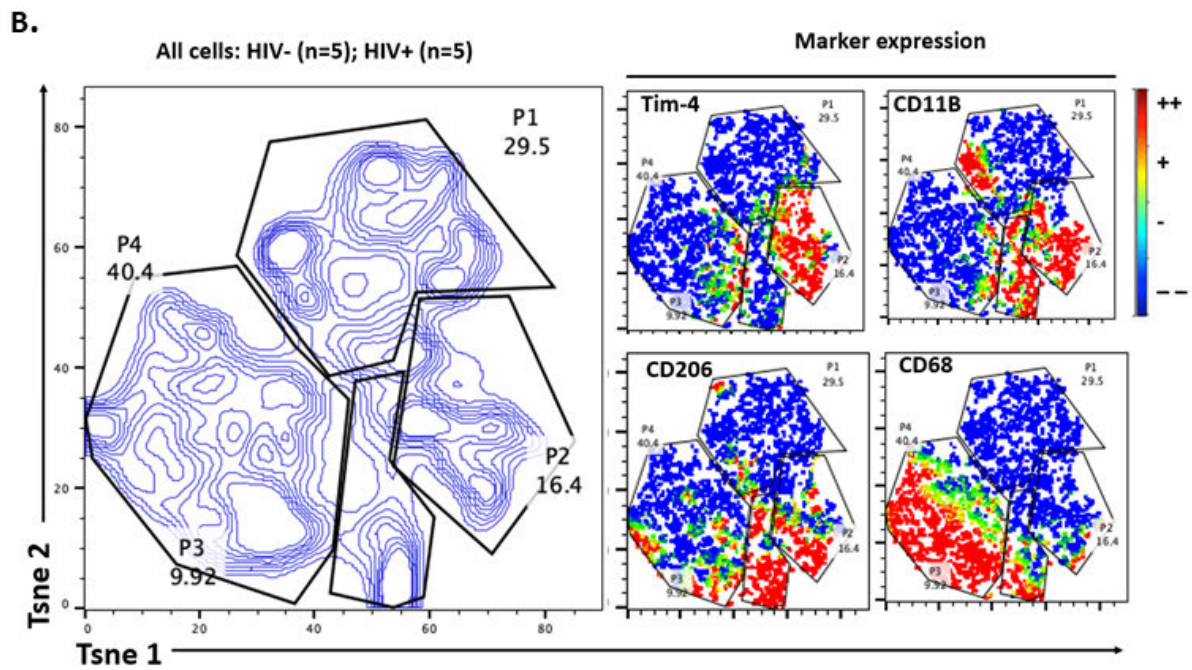 B.
All cells: HIV- (n=5); HIV+ (n=5)
Marker expression
80
60
40
20
0
0
20
40
60
80
P1
29.5
P4
40.4
P2
16.4
P3
9.92
Tsne 2
Tsne 1
Tim-4
P1
29.5
P4
40.4
P2
16.4
P3
9.92
CD11B
P1
29.5
P4
40.4
P2
16.4
P3
9.92
++
+
-
--
CD206
P1
29.5
P4
40.4
P2
16.4
P3
9.92
CD68
P1
29.5
P4
40.4
P2
16.4
P3
9.92